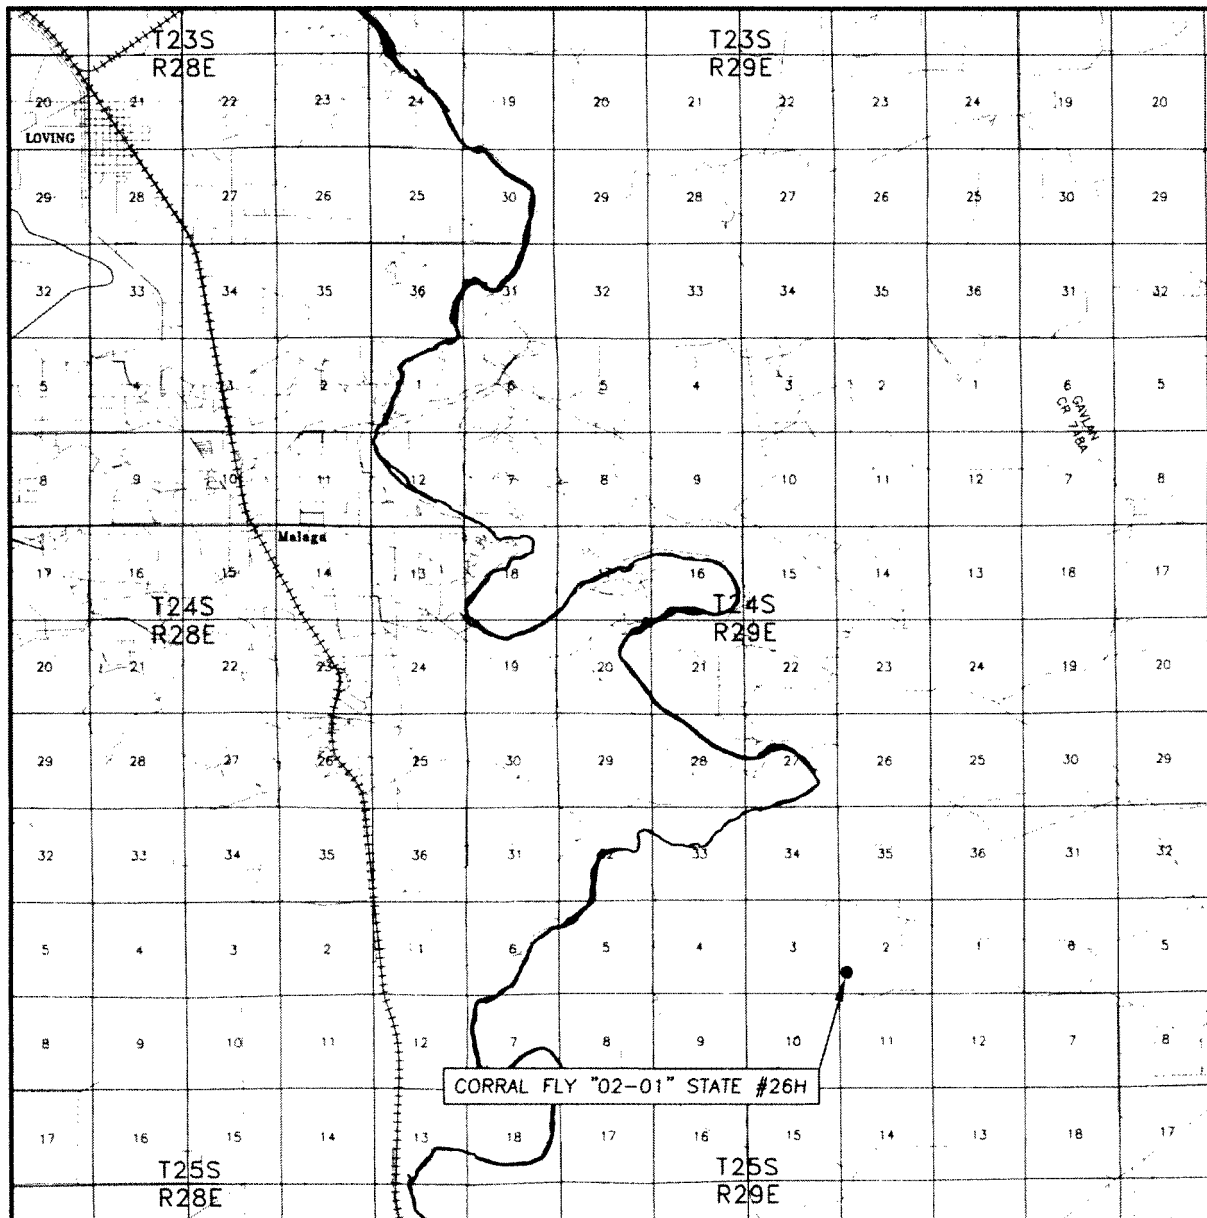 T23S T23S
R28E R29E
20 21 22 23 24 19 20 21 22 23 24 19 20
LOVING
29 28 27 26 25 30 29 28 27 26 25 30 29
32 33 34 35 36 31 32 33 34 35 36 31 32
5 4 3 2 1 6 5 4 3 2 1 6 5
GAVLAN
CR 748A
8 9 10 11 12 7 8 9 10 11 12 7 8
Malaga
17 16 15 14 13 18 17 16 15 14 13 18 17
T24S T24S
R28E R29E
20 21 22 23 24 19 20 21 22 23 24 19 20
29 28 27 26 25 30 29 28 27 26 25 30 29
32 33 34 35 36 31 32 33 34 35 36 31 32
5 4 3 2 1 6 5 4 3 2 1 6 5
8 9 10 11 12 7 8 9 10 11 12 7 8
CORRAL FLY "02-01" STATE #26H
17 16 15 14 13 18 17 16 15 14 13 18 17
T25S T25S
R28E R29E